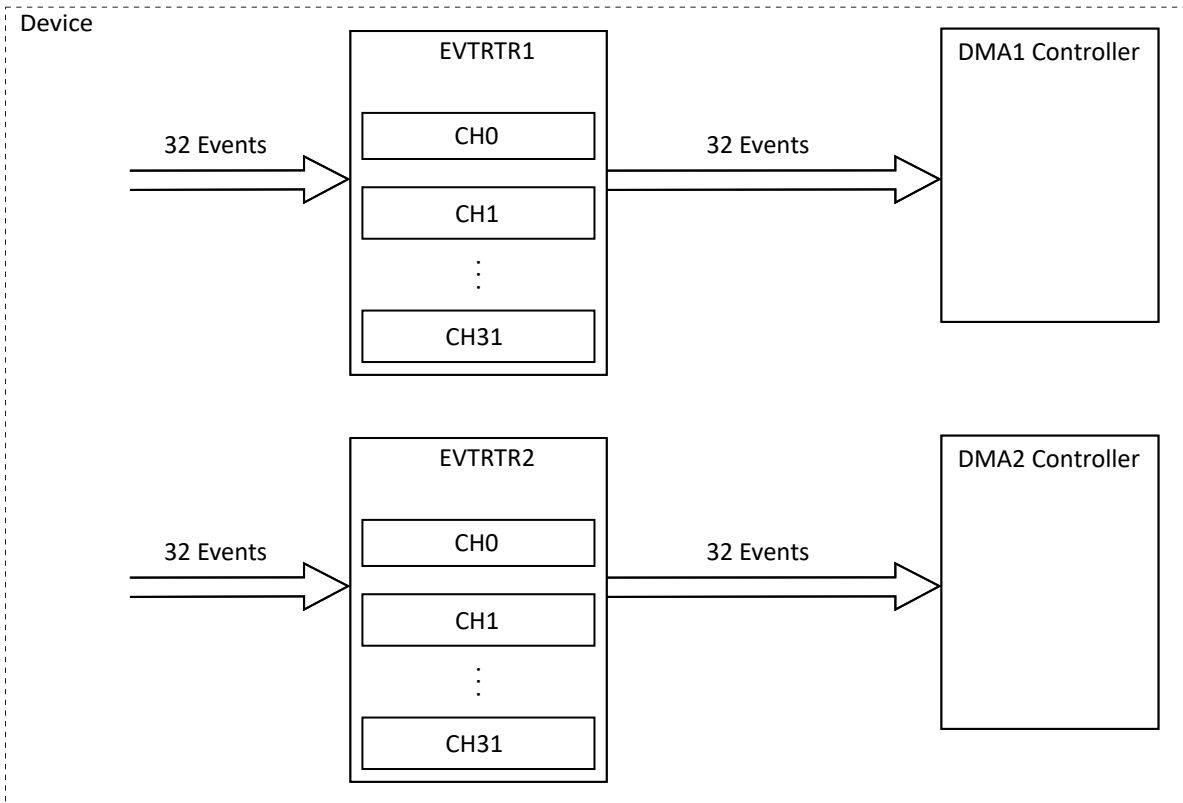 Device
EVTRTR1
DMA1 Controller
32 Events
32 Events
CH0
CH1
⋮
CH31
EVTRTR2
DMA2 Controller
32 Events
32 Events
CH0
CH1
⋮
CH31